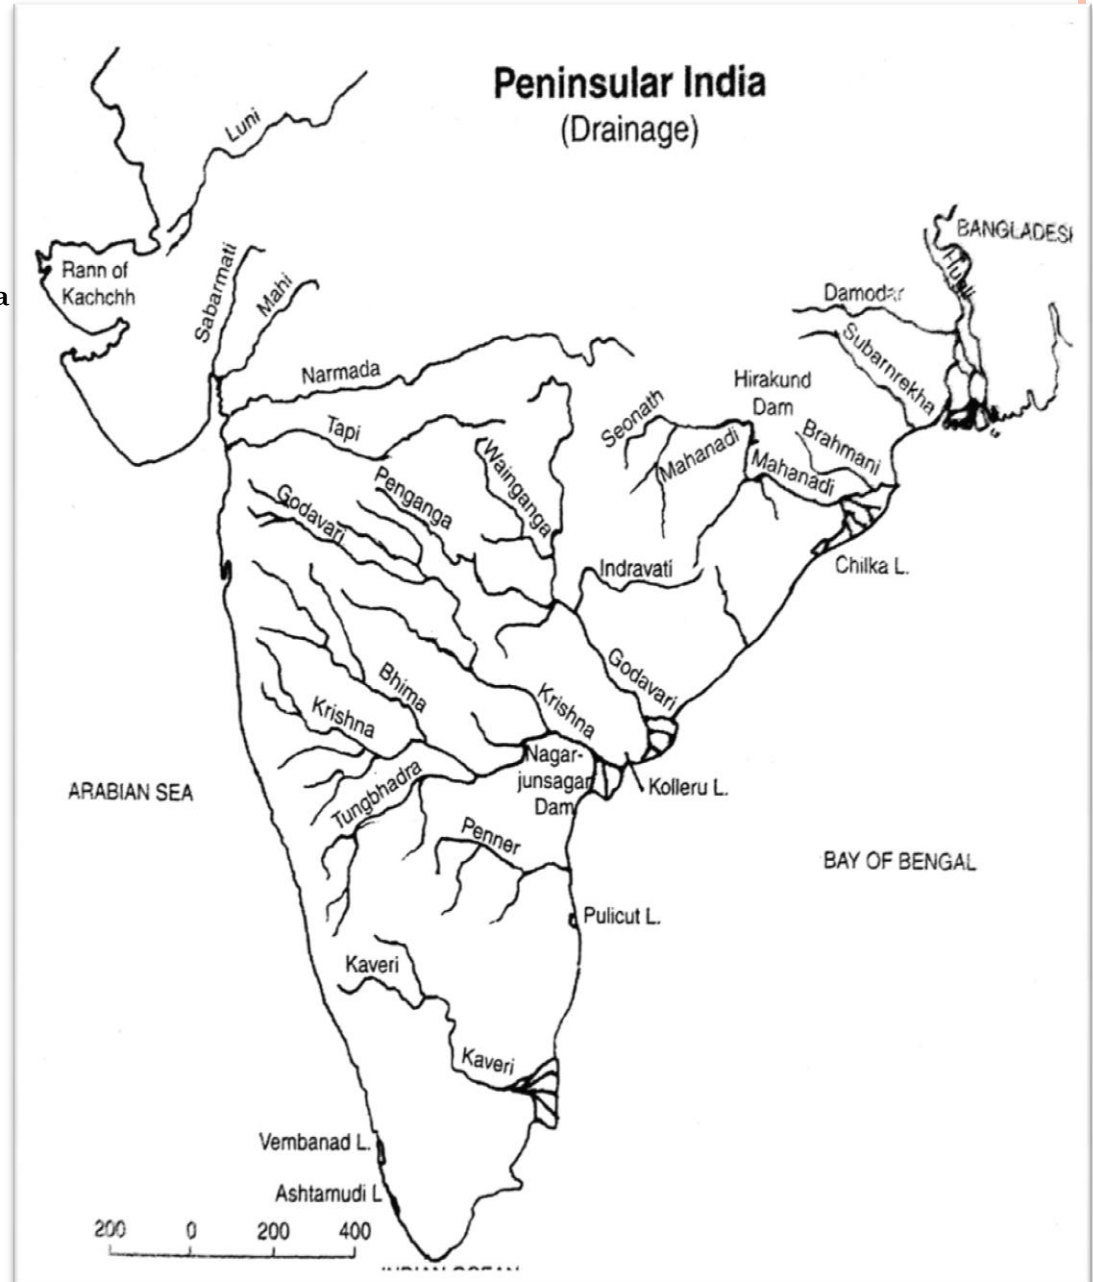 Peninsular India
(Drainage)
Luni
BANGLADESH
Rann of
Kachchh
a
Sabarmati
Mahi
Hugli
Damodar
Subarnrekha
Narmada
Hirakund
Dam
Seonath
Tapi
Mahanadi
Brahmani
Mahanadi
Wainganga
Penganga
Godavari
Chilka L.
Indravati
Godavari
Bhima
Krishna
Krishna
Nagar-
junsagar
Dam
Kolleru L.
ARABIAN SEA
Tungbhadra
Penner
BAY OF BENGAL
Pulicut L.
Kaveri
Kaveri
Vembanad L.
Ashtamudi L
200 0 200 400
INDIAN OCEAN